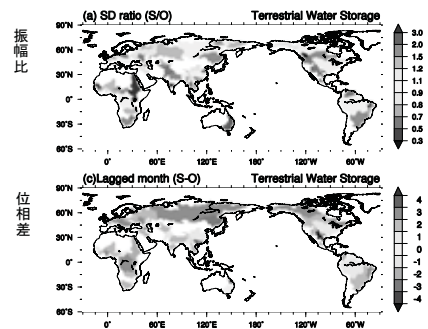 振幅比
(a) SD ratio (S/O) Terrestrial Water Storage
90°N
60°N
30°N
0°
30°S
60°S
0° 60°E 120°E 180° 120°W 60°W
3.0
2.0
1.5
1.1
1.1
0.9
0.8
0.7
0.5
0.3
位相差
(c)Lagged month (S-O) Terrestrial Water Storage
90°N
60°N
30°N
0°
30°S
60°S
0° 60°E 120°E 180° 120°W 60°W
4
3
2
1
0
-1
-2
-3
-4